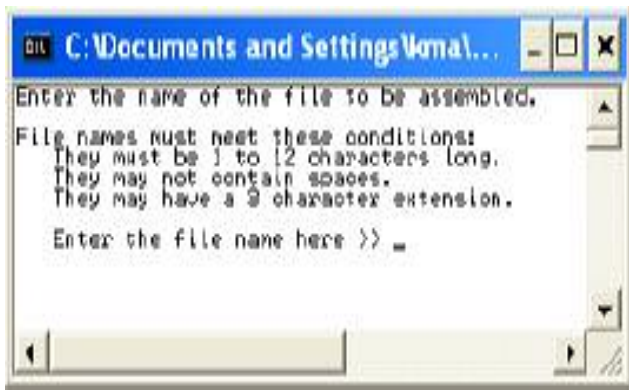 C:\Documents and Settings\kma\...
Enter the name of the file to be assembled.
File names must meet these conditions:
They must be 1 to 12 characters long.
They may not contain spaces.
They may have a character extension.
Enter the file name here >> _